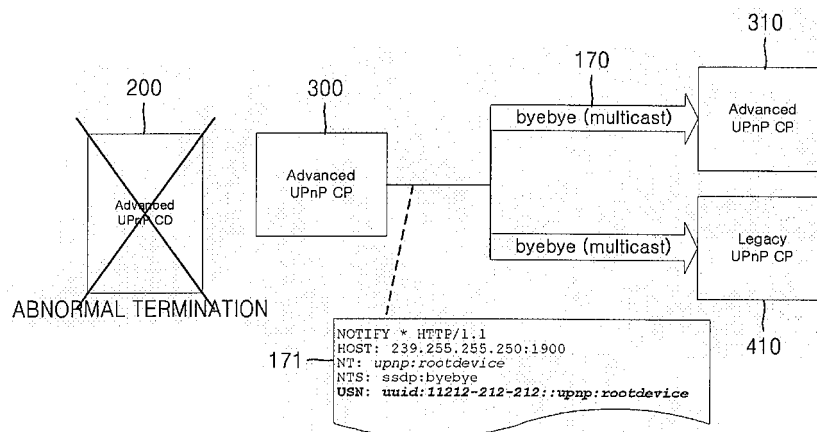 310
200
300
170
byebye (multicast)
Advanced
UPnP CP
Advanced
UPnP CP
Advanced
UPnP CD
byebye (multicast)
Legacy
UPnP CP
ABNORMAL TERMINATION
410
171
NOTIFY * HTTP/1.1
HOST: 239.255.255.250:1900
NT: upnp:rootdevice
NTS: ssdp:byebye
USN: uuid:11212-212-212::upnp:rootdevice